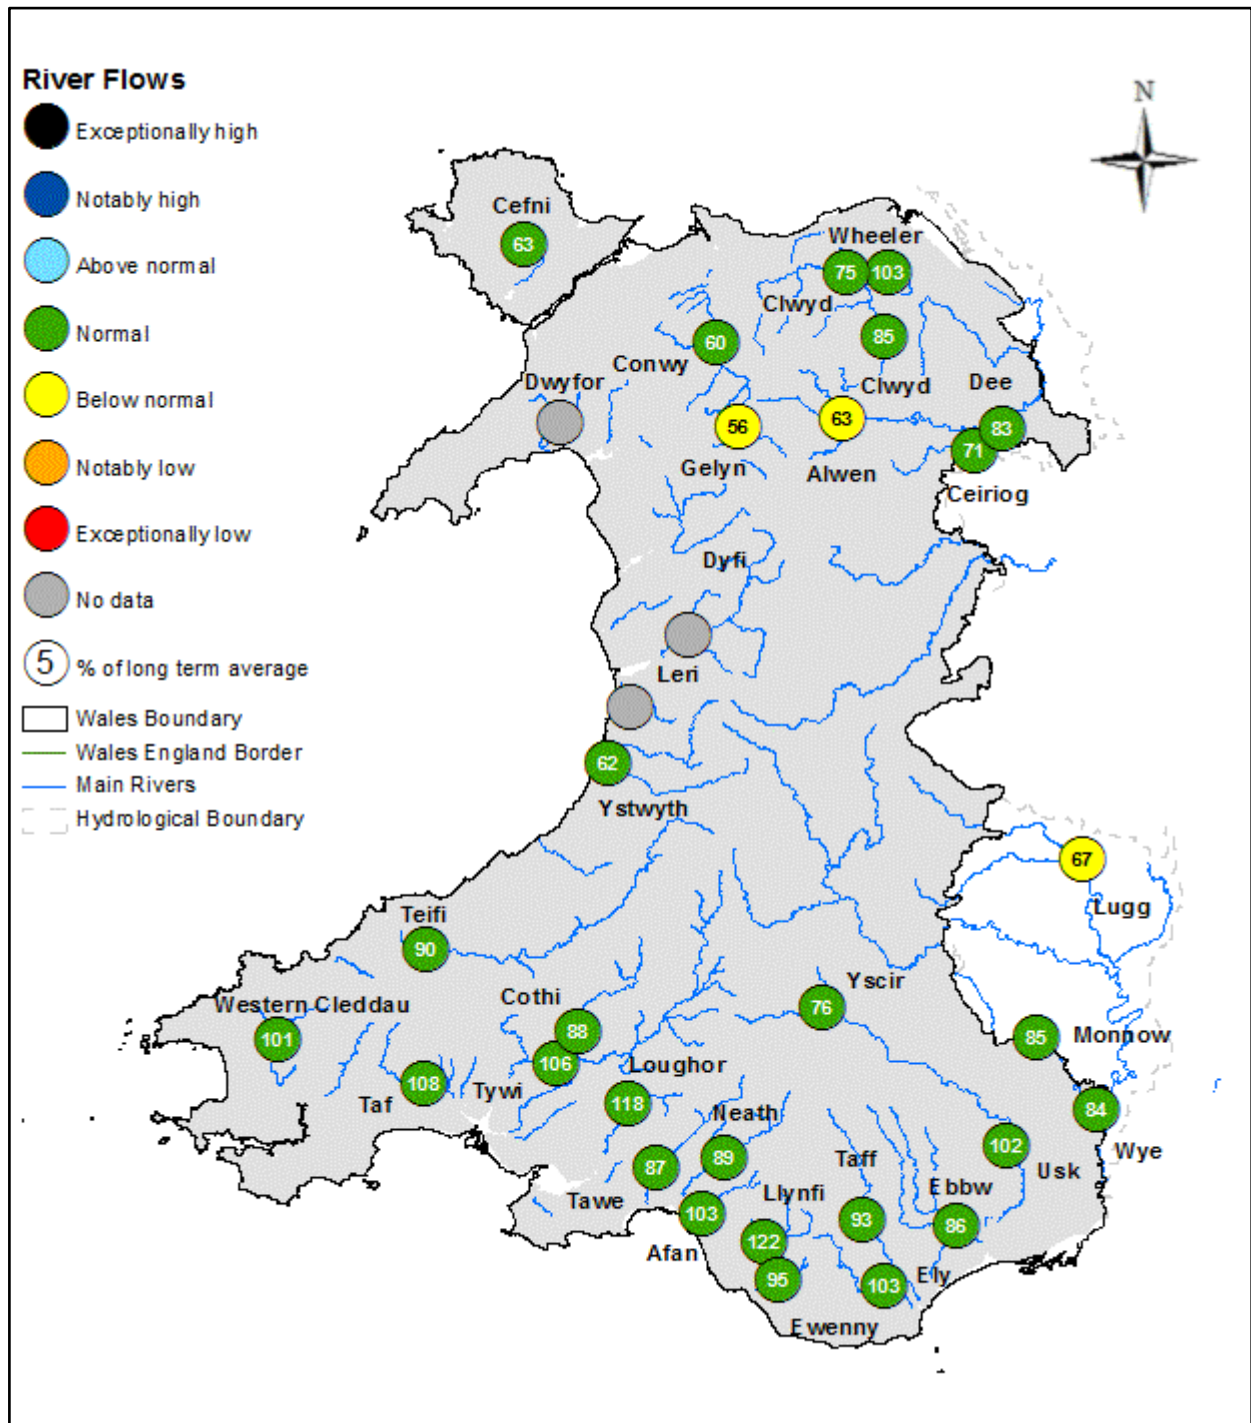 River Flows
Exceptionally high
Notably high
Above normal
Normal
Below normal
Notably low
Exceptionally low
No data
5 % of long term average
Wales Boundary
Wales England Border
Main Rivers
Hydrological Boundary
N
Cefni
63
Wheeler
75 103
Clwyd
85
Clwyd
60
Conwy
Dwyfor
Dee
56
Gelyn
63
Alwen
83
71
Ceiriog
Dyfi
Leri
62
Ystwyth
67
Lugg
Teifi
90
Western Cleddau
101
Cothi
88
106
Tywi
Yscir
76
85
Monnow
108
Taf
Loughor
118
84
Wye
Neath
89
87
Tawe
Taff
93
102
Usk
Ebbw
86
Llynfi
122
103
Afan
95
Ewenny
103
Ely